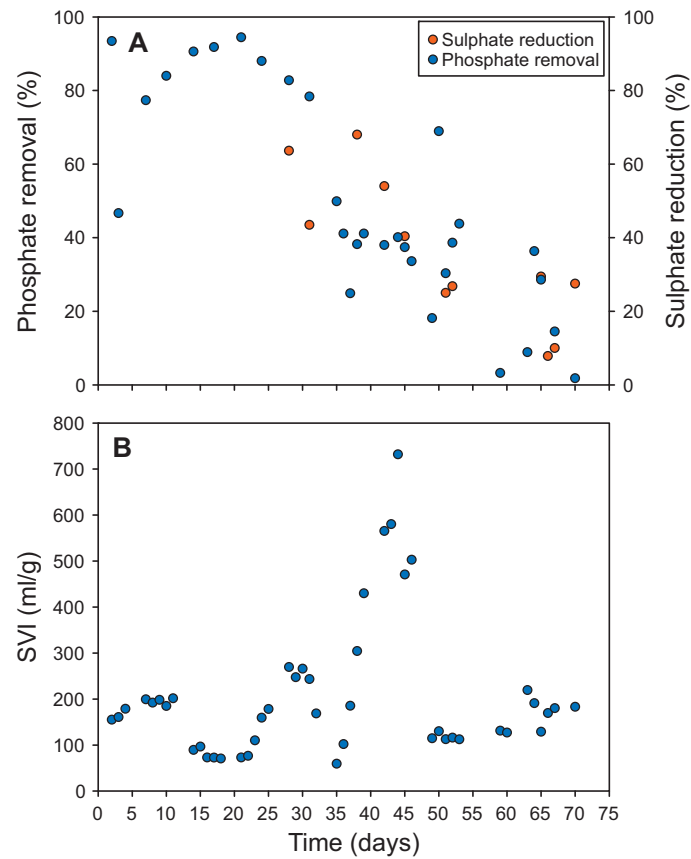 100
80
60
40
20
0
Phosphate removal (%)
A
Sulphate reduction
Phosphate removal
100
80
60
40
20
0
Sulphate reduction (%)
800
700
600
500
400
300
200
100
0
SVI (ml/g)
B
0 5 10 15 20 25 30 35 40 45 50 55 60 65 70 75
Time (days)